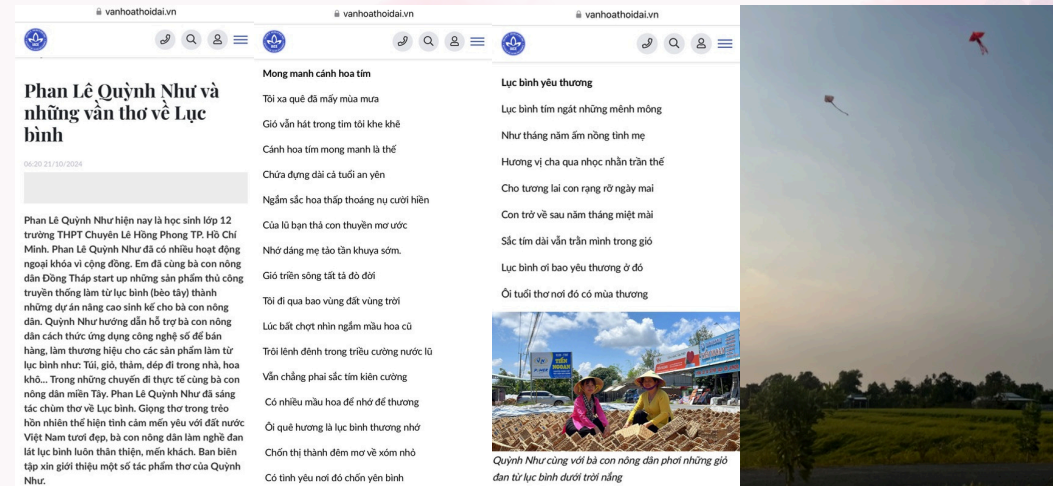 vanhoathoidai.vn
Phan Lê Quỳnh Như và
những vần thơ về Lục
bình
06:20 21/10/2024
Phan Lê Quỳnh Như hiện nay là học sinh lớp 12
trường THPT Chuyên Lê Hồng Phong TP. Hồ Chí
Minh. Phan Lê Quỳnh Như đã có nhiều hoạt động
ngoại khóa vì cộng đồng. Em đã cùng bà con nông
dân Đồng Tháp start up những sản phẩm thủ công
truyền thống làm từ lục bình (bèo tây) thành
những dự án nâng cao sinh kế cho bà con nông
dân. Quỳnh Như hướng dẫn hỗ trợ bà con nông
dân cách thức ứng dụng công nghệ số để bán
hàng, làm thương hiệu cho các sản phẩm làm từ
lục bình như: Túi, giỏ, thảm, dép đi trong nhà, hoa
khô... Trong những chuyến đi thực tế cùng bà con
nông dân miền Tây. Phan Lê Quỳnh Như đã sáng
tác chùm thơ về Lục bình. Giọng thơ trong trẻo
hồn nhiên thể hiện tình cảm mến yêu với đất nước
Việt Nam tươi đẹp, bà con nông dân làm nghề đan
lát lục bình luôn thân thiện, mến khách. Ban biên
tập xin giới thiệu một số tác phẩm thơ của Quỳnh
Như.
vanhoathoidai.vn
Mong manh cánh hoa tím
Tôi xa quê đã mấy mùa mưa
Gió vẫn hát trong tim tôi khe khẽ
Cánh hoa tím mong manh là thế
Chứa đựng dài cả tuổi an yên
Ngắm sắc hoa thấp thoáng nụ cười hiền
Của lũ bạn thả con thuyền mơ ước
Nhớ dáng mẹ tảo tần khuya sớm.
Gió triền sông tất tả đò đời
Tôi đi qua bao vùng đất vùng trời
Lúc bất chợt nhìn ngắm mầu hoa cũ
Trôi lênh đênh trong triều cường nước lũ
Vẫn chẳng phai sắc tím kiên cường
Có nhiều mầu hoa để nhớ để thương
Ôi quê hương là lục bình thương nhớ
Chốn thị thành đêm mơ về xóm nhỏ
Có tình yêu nơi đó chốn yên bình
vanhoathoidai.vn
Lục bình yêu thương
Lục bình tím ngát những mênh mông
Như tháng năm ấm nồng tình mẹ
Hương vị cha qua nhọc nhằn trần thế
Cho tương lai con rạng rỡ ngày mai
Con trở về sau năm tháng miệt mài
Sắc tím dài vẫn trần mình trong gió
Lục bình ơi bao yêu thương ở đó
Ôi tuổi thơ nơi đó có mùa thương
TIẾN
Quỳnh Như cùng với bà con nông dân phơi những giỏ
đan từ lục bình dưới trời nắng